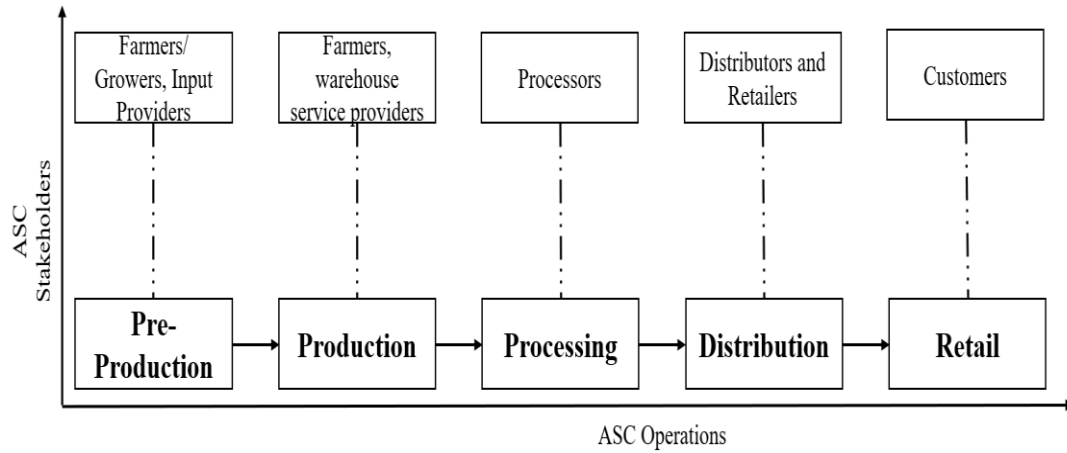 Farmers/
Growers, Input
Providers
Farmers,
warehouse
service providers
Processors
Distributors and
Retailers
Customers
ASC
Stakeholders
Pre-
Production
Production
Processing
Distribution
Retail
ASC Operations